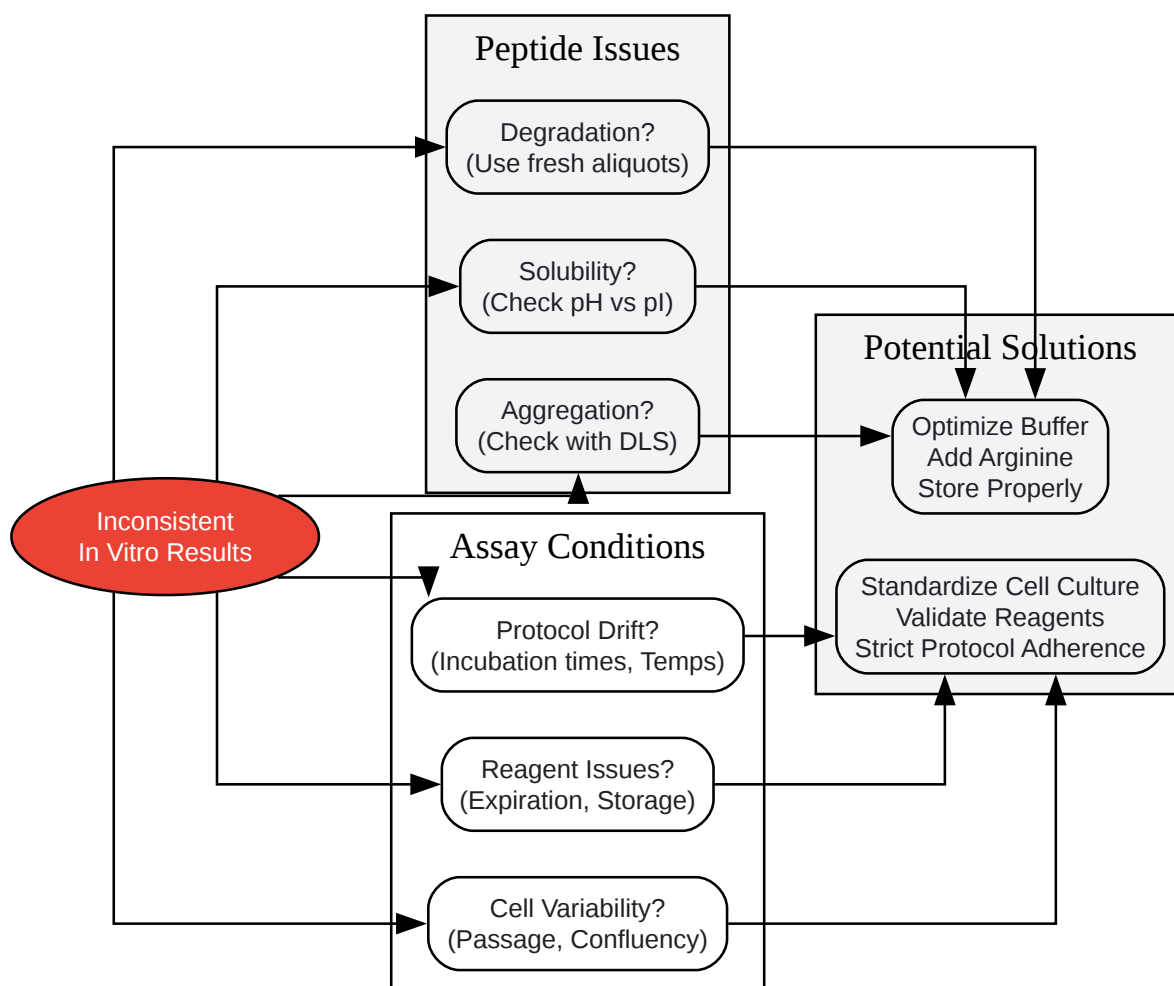 Peptide Issues
Degradation?
(Use fresh aliquots)
Solubility?
(Check pH vs pI)
Aggregation?
(Check with DLS)
Potential Solutions
Optimize Buffer
Add Arginine
Store Properly
Inconsistent
In Vitro Results
Assay Conditions
Protocol Drift?
(Incubation times, Temps)
Standardize Cell Culture
Validate Reagents
Strict Protocol Adherence
Reagent Issues?
(Expiration, Storage)
Cell Variability?
(Passage, Confluency)